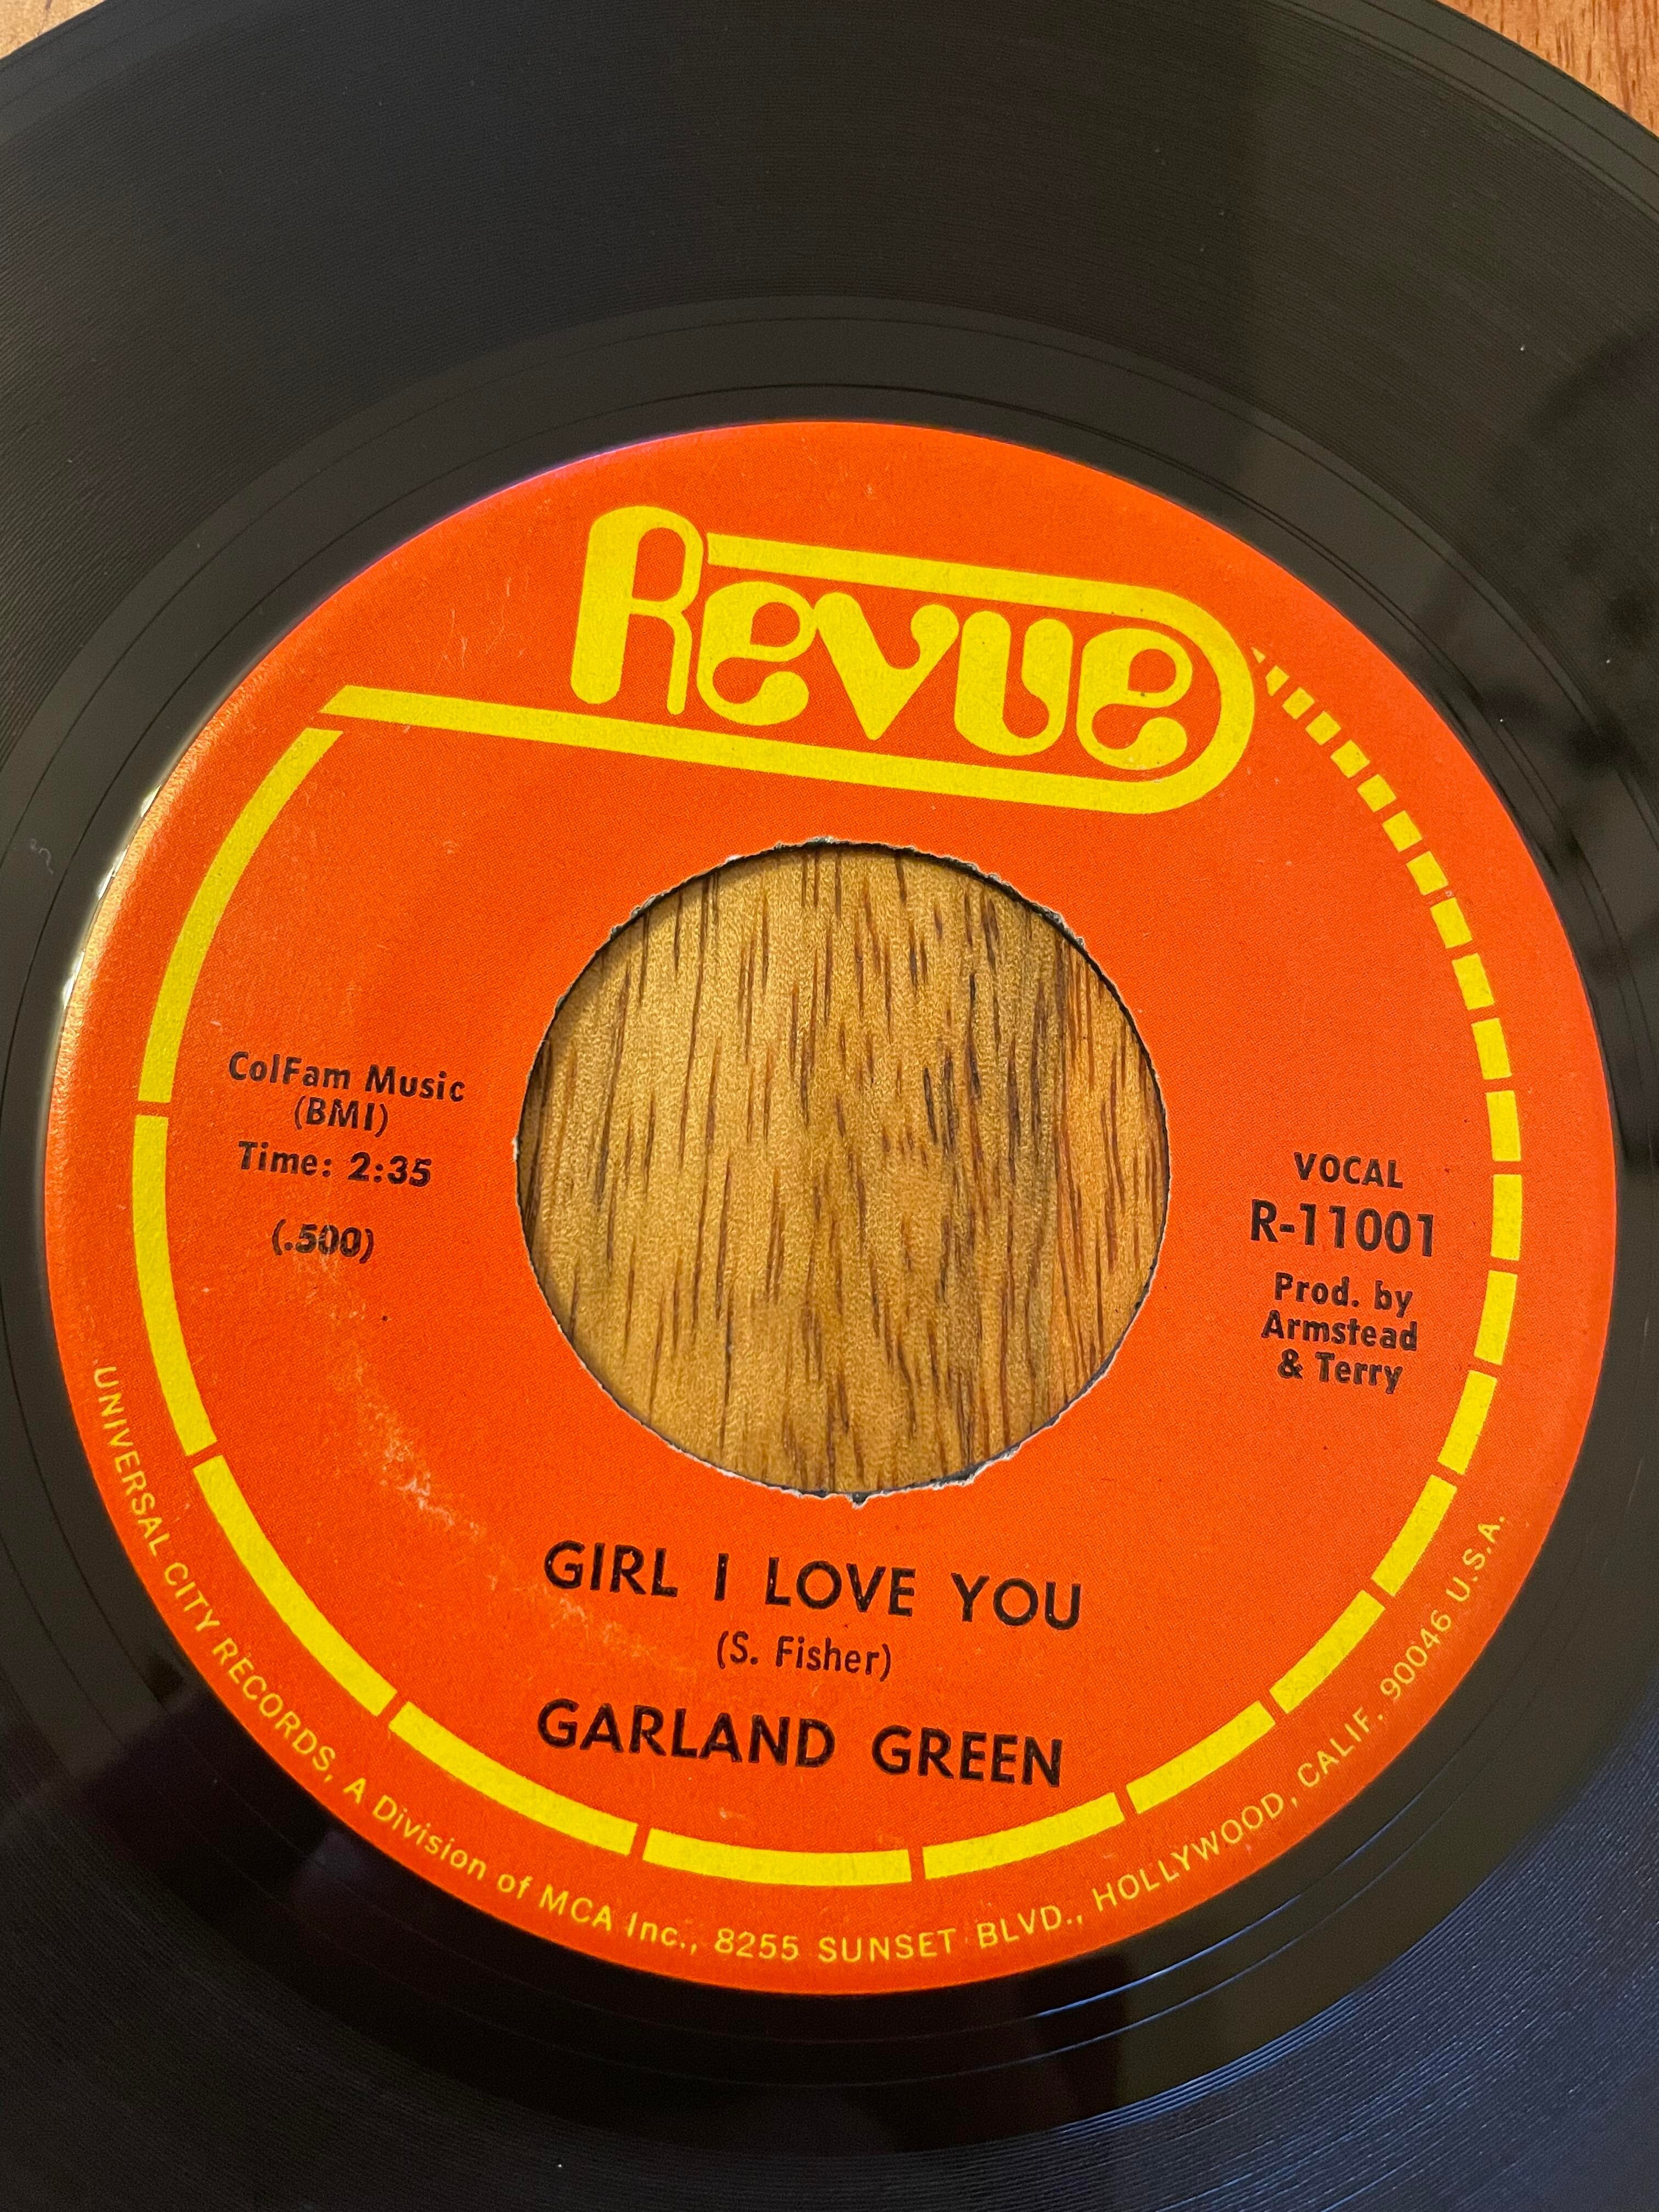 Revue
ColFam Music
(BMI)
Time: 2:35
(.500)
VOCAL
R-11001
Prod. by
Armstead
& Terry
GIRL I LOVE YOU
(S. Fisher)
GARLAND GREEN
UNIVERSAL CITY RECORDS, A Division of MCA Inc., 8255 SUNSET BLVD., HOLLYWOOD, CALIF. 90046 U.S.A.